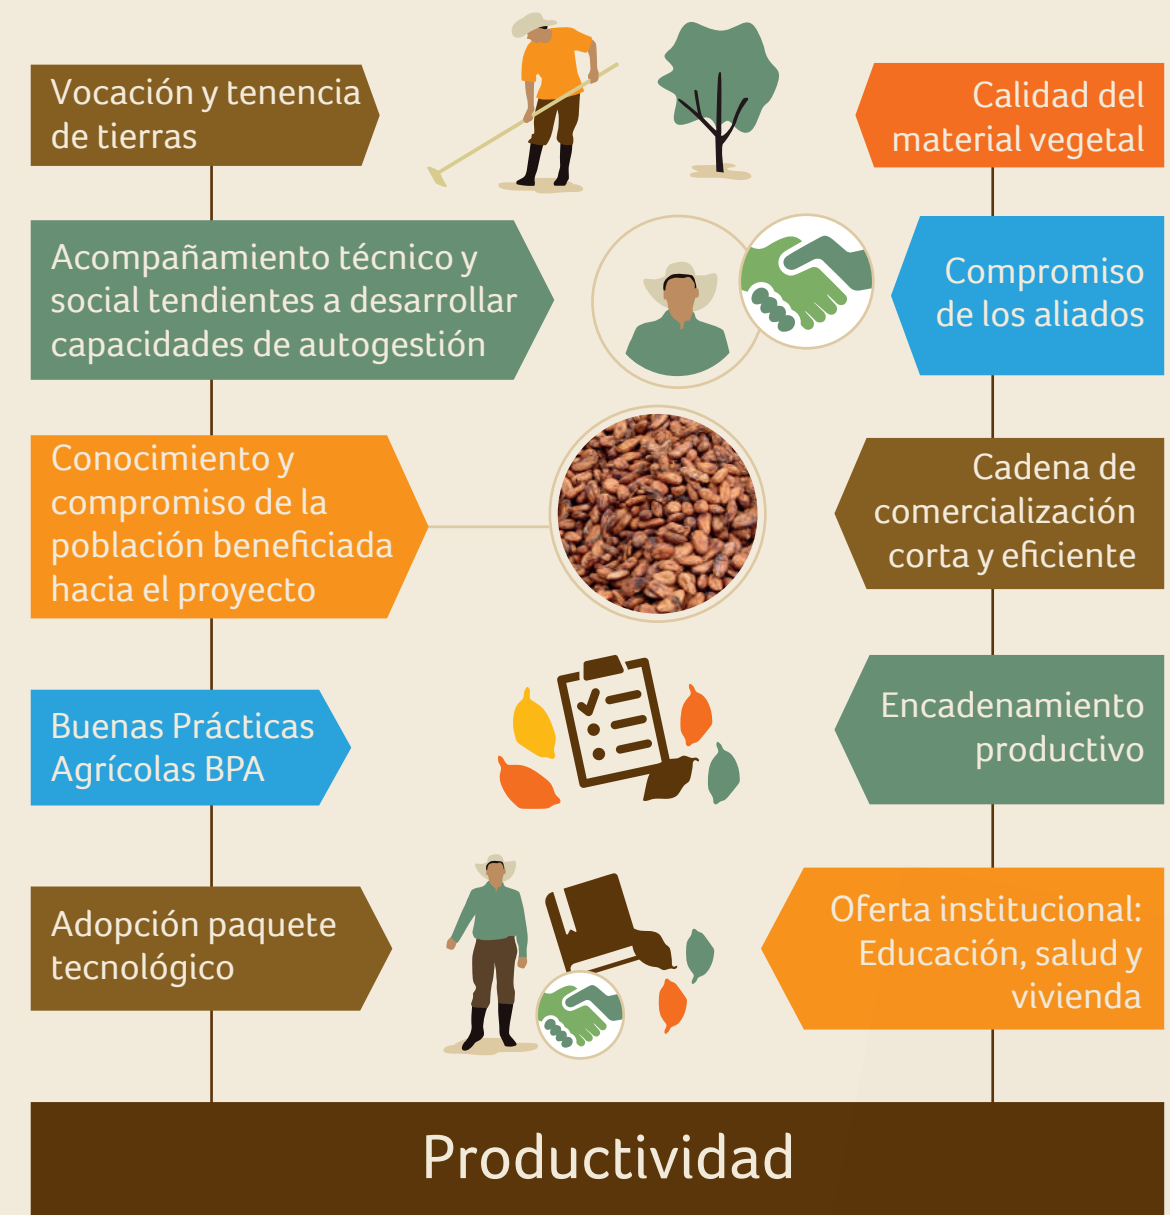 Vocación y tenencia
de tierras
Calidad del
material vegetal
Acompañamiento técnico y
social tendientes a desarrollar
capacidades de autogestión
Compromiso
de los aliados
Conocimiento y
compromiso de la
población beneficiada
hacia el proyecto
Cadena de
comercialización
corta y eficiente
Buenas Prácticas
Agrícolas BPA
Encadenamiento
productivo
Adopción paquete
tecnológico
Oferta institucional:
Educación, salud y
vivienda
Productividad